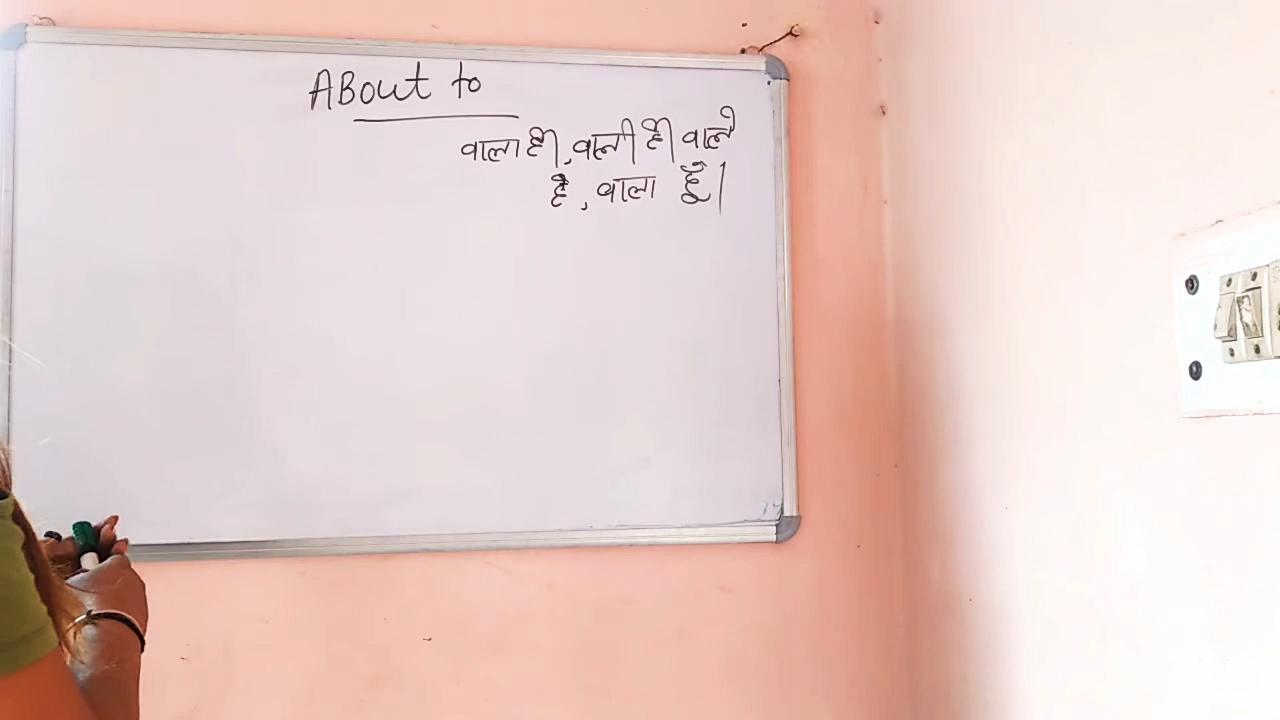 ABout to
वाला है, वाली है, वाले
है, वाला हूँ।